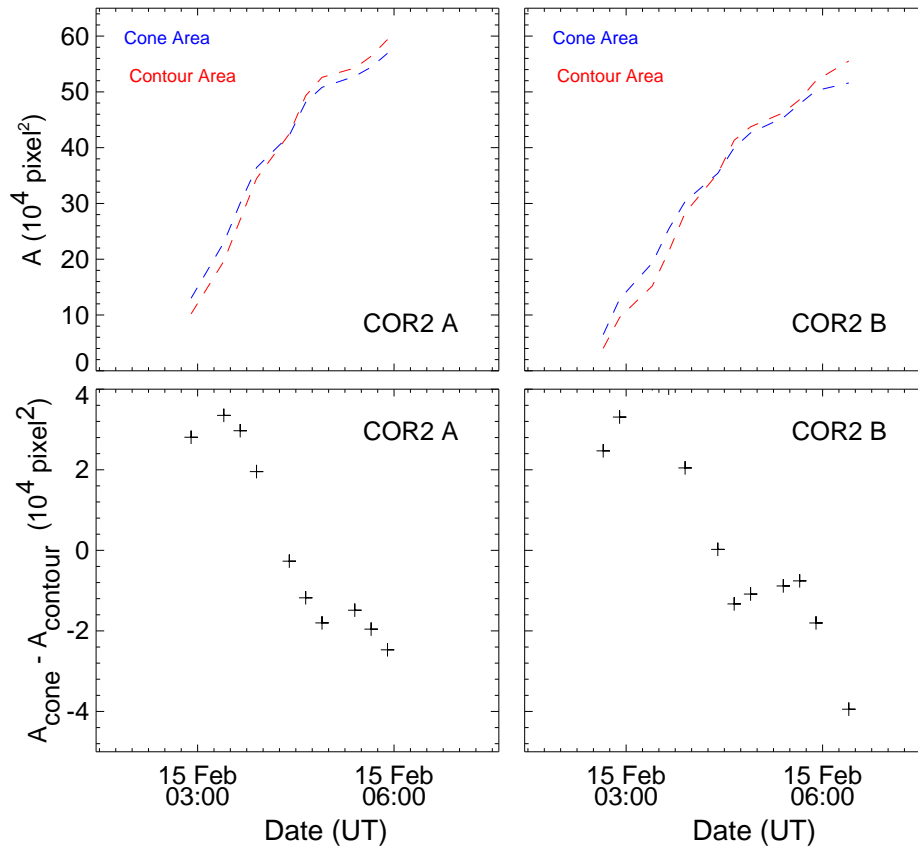 60
50
40
30
20
10
0
A (10⁴ pixel²)
Cone Area
Contour Area
COR2 A
Cone Area
Contour Area
COR2 B
4
2
0
-2
-4
A_cone - A_contour (10⁴ pixel²)
COR2 A
COR2 B
15 Feb
03:00
15 Feb
06:00
15 Feb
03:00
15 Feb
06:00
Date (UT)
Date (UT)